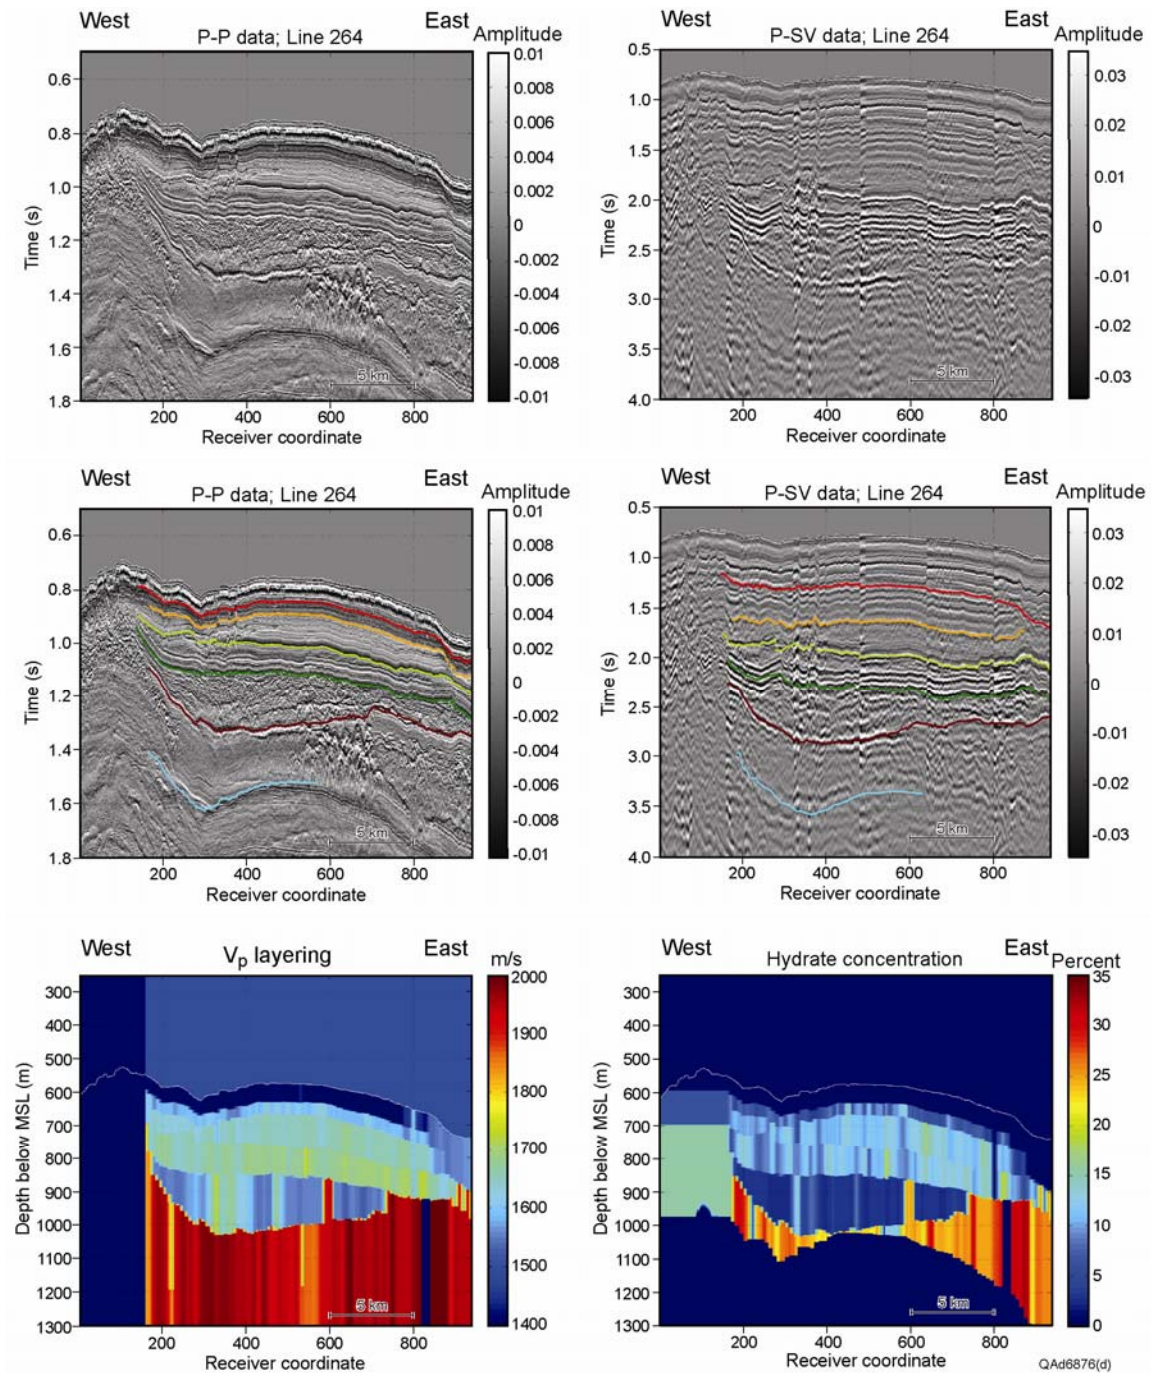 West East
P-P data; Line 264
Amplitude
0.01
0.008
0.006
0.004
0.002
0
-0.002
-0.004
-0.006
-0.008
-0.01
0.6
0.8
1.0
1.2
1.4
1.6
1.8
Time (s)
5 km
200 400 600 800
Receiver coordinate
West East
P-SV data; Line 264
Amplitude
0.03
0.02
0.01
0
-0.01
-0.02
-0.03
0.5
1.0
1.5
2.0
2.5
3.0
3.5
4.0
Time (s)
5 km
200 400 600 800
Receiver coordinate
West East
P-P data; Line 264
Amplitude
0.01
0.008
0.006
0.004
0.002
0
-0.002
-0.004
-0.006
-0.008
-0.01
0.6
0.8
1.0
1.2
1.4
1.6
1.8
Time (s)
5 km
200 400 600 800
Receiver coordinate
West East
P-SV data; Line 264
Amplitude
0.03
0.02
0.01
0
-0.01
-0.02
-0.03
0.5
1.0
1.5
2.0
2.5
3.0
3.5
4.0
Time (s)
5 km
200 400 600 800
Receiver coordinate
West East
Vp layering
m/s
2000
1900
1800
1700
1600
1500
1400
300
400
500
600
700
800
900
1000
1100
1200
1300
Depth below MSL (m)
5 km
200 400 600 800
Receiver coordinate
West East
Hydrate concentration
Percent
35
30
25
20
15
10
5
0
300
400
500
600
700
800
900
1000
1100
1200
1300
Depth below MSL (m)
5 km
200 400 600 800
Receiver coordinate
QAd6876(d)